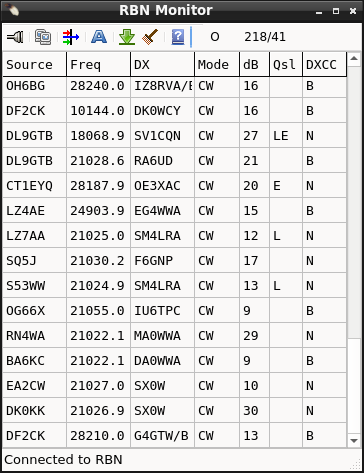 RBN Monitor
A ? O 218/41
Source Freq DX Mode dB Qsl DXCC
OH6BG 28240.0 IZ8RVA/ CW 16 B
DF2CK 10144.0 DK0WCY CW 16 B
DL9GTB 18068.9 SV1CQN CW 27 LE N
DL9GTB 21028.6 RA6UD CW 21 B
CT1EYQ 28187.9 OE3XAC CW 20 E N
LZ4AE 24903.9 EG4WWA CW 15 B
LZ7AA 21025.0 SM4LRA CW 12 L N
SQ5J 21030.2 F6GNP CW 17 N
S53WW 21024.9 SM4LRA CW 13 L N
OG66X 21055.0 IU6TPC CW 9 B
RN4WA 21022.1 MA0WWA CW 29 N
BA6KC 21022.1 DA0WWA CW 9 B
EA2CW 21027.0 SX0W CW 10 N
DK0KK 21026.9 SX0W CW 30 N
DF2CK 28210.0 G4GTW/B CW 13 B
Connected to RBN